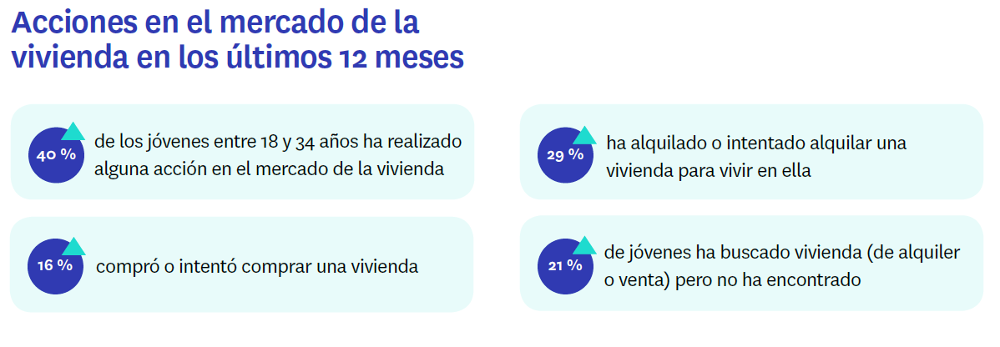 Acciones en el mercado de la
vivienda en los últimos 12 meses
40 %
de los jóvenes entre 18 y 34 años ha realizado
alguna acción en el mercado de la vivienda
29 %
ha alquilado o intentado alquilar una
vivienda para vivir en ella
16 %
compró o intentó comprar una vivienda
21 %
de jóvenes ha buscado vivienda (de alquiler
o venta) pero no ha encontrado